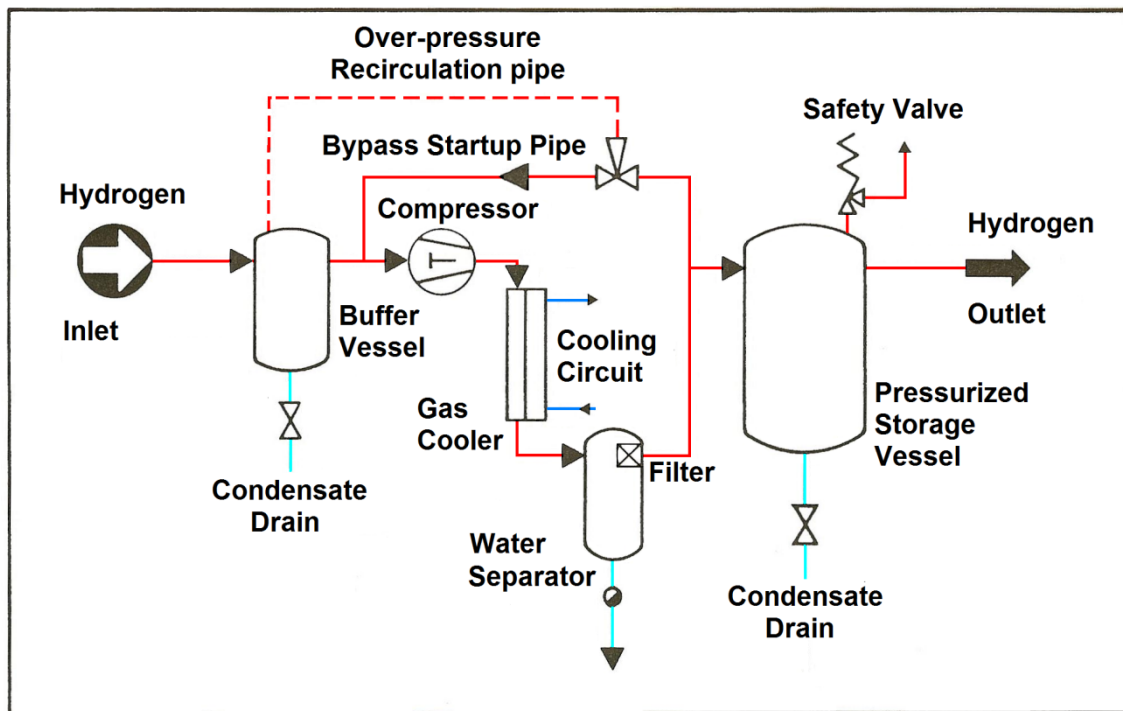 Over-pressure
Recirculation pipe
Safety Valve
Bypass Startup Pipe
Hydrogen
Compressor
Hydrogen
Inlet
Buffer
Vessel
Cooling
Circuit
Outlet
Gas
Cooler
Pressurized
Storage
Vessel
Filter
Condensate
Drain
Water
Separator
Condensate
Drain